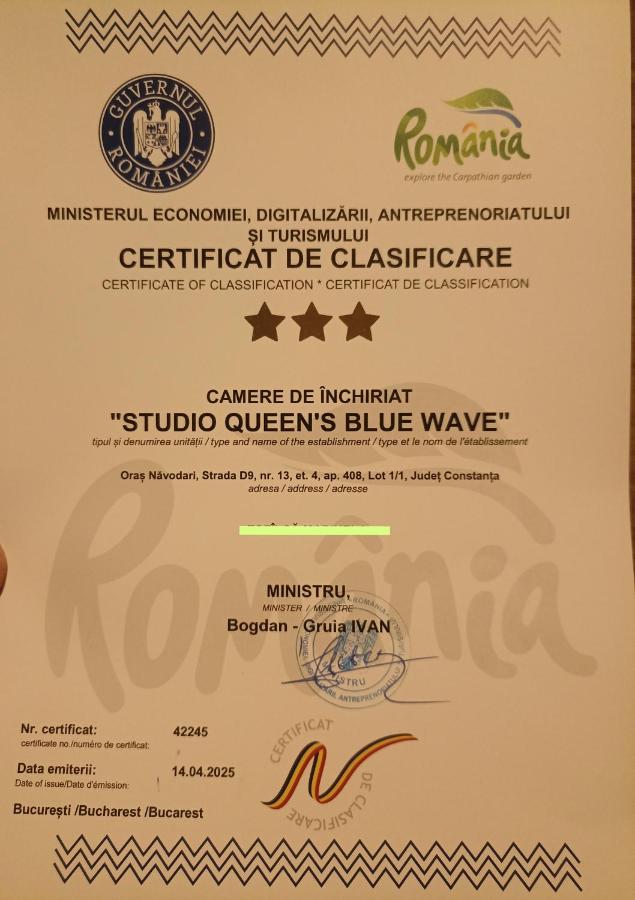 GUVERNUL ROMÂNIEI
România
explore the Carpathian garden
MINISTERUL ECONOMIEI, DIGITALIZĂRII, ANTREPRENORIATULUI
ȘI TURISMULUI
CERTIFICAT DE CLASIFICARE
CERTIFICATE OF CLASSIFICATION * CERTIFICAT DE CLASSIFICATION
CAMERE DE ÎNCHIRIAT
"STUDIO QUEEN'S BLUE WAVE"
tipul și denumirea unității / type and name of the establishment / type et le nom de l'établissement
Oraș Năvodari, Strada D9, nr. 13, et. 4, ap. 408, Lot 1/1, Județ Constanța
adresa / address / adresse
România
MINISTRU,
MINISTER / MINISTRE
Bogdan - Gruia IVAN
ROMÂNIA
MINISTRU
ANTREPRENORIATULUI
Nr. certificat: 42245
certificate no./numéro de certificat:
Data emiterii: 14.04.2025
Date of issue/Date d'émission:
București /Bucharest /Bucarest
CERTIFICAT DE CLASIFICARE